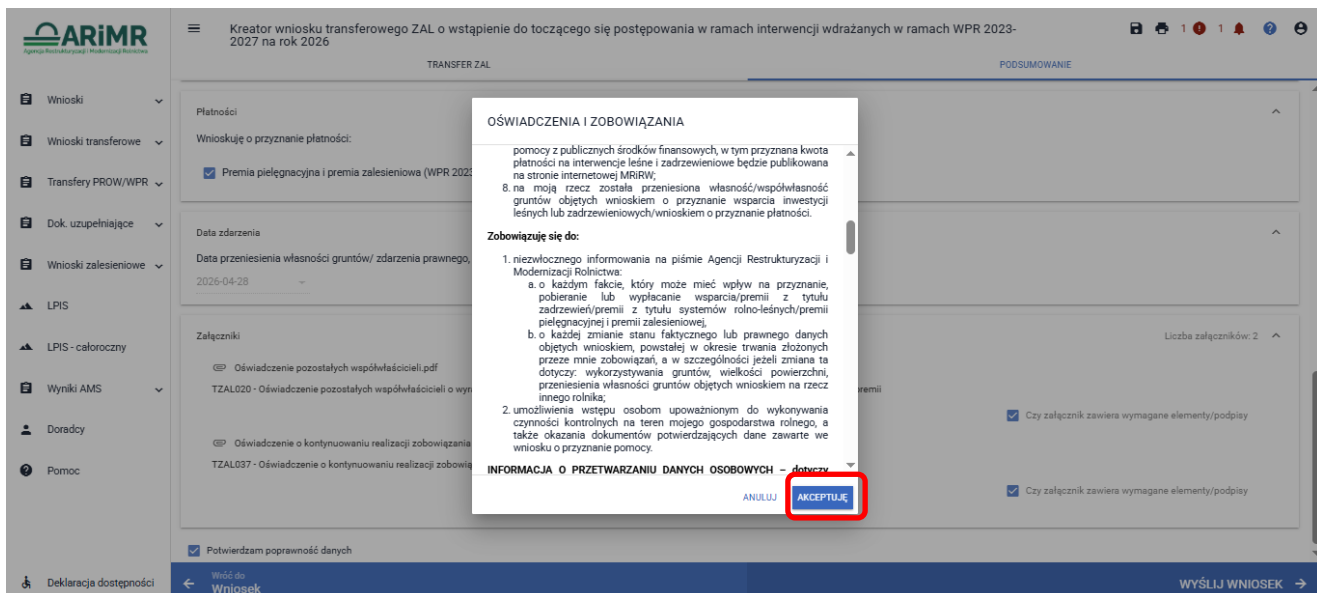 ARiMR
Agencja Restrukturyzacji i Modernizacji Rolnictwa
Kreator wniosku transferowego ZAL o wstąpienie do toczącego się postępowania w ramach interwencji wdrażanych w ramach WPR 2023-
2027 na rok 2026
1
1
TRANSFER ZAL
PODSUMOWANIE
Wnioski
Wnioski transferowe
Transfery PROW/WPR
Dok. uzupełniające
Wnioski zalesieniowe
LPIS
LPIS - całoroczny
Wyniki AMS
Doradcy
Pomoc
Deklaracja dostępności
Płatności
Wnioskuję o przyznanie płatności:
Premia pielęgnacyjna i premia zalesieniowa (WPR 2023
Data zdarzenia
Data przeniesienia własności gruntów/ zdarzenia prawnego,
2026-04-28
Załączniki
Liczba załączników: 2
Oświadczenie pozostałych współwłaścicieli.pdf
TZAL020 - Oświadczenie pozostałych współwłaścicieli o wyra
premii
Czy załącznik zawiera wymagane elementy/podpisy
Oświadczenie o kontynuowaniu realizacji zobowiązania
TZAL037 - Oświadczenie o kontynuowaniu realizacji zobowią
Czy załącznik zawiera wymagane elementy/podpisy
Potwierdzam poprawność danych
Wróć do
Wniosek
WYŚLIJ WNIOSEK
OŚWIADCZENIA I ZOBOWIĄZANIA
pomocy z publicznych środków finansowych, w tym przyznana kwota
płatności na interwencje leśne i zadrzewieniowe będzie publikowana
na stronie internetowej MRiRW;
8. na moją rzecz została przeniesiona własność/współwłasność
gruntów objętych wnioskiem o przyznanie wsparcia inwestycji
leśnych lub zadrzewieniowych/wnioskiem o przyznanie płatności.
Zobowiązuję się do:
1. niezwłocznego informowania na piśmie Agencji Restrukturyzacji i
Modernizacji Rolnictwa:
a. o każdym fakcie, który może mieć wpływ na przyznanie,
pobieranie lub wypłacanie wsparcia/premii z tytułu
zadrzewień/premii z tytułu systemów rolno-leśnych/premii
pielęgnacyjnej i premii zalesieniowej,
b. o każdej zmianie stanu faktycznego lub prawnego danych
objętych wnioskiem, powstałej w okresie trwania złożonych
przeze mnie zobowiązań, a w szczególności jeżeli zmiana ta
dotyczy: wykorzystywania gruntów, wielkości powierzchni,
przeniesienia własności gruntów objętych wnioskiem na rzecz
innego rolnika;
2. umożliwienia wstępu osobom upoważnionym do wykonywania
czynności kontrolnych na teren mojego gospodarstwa rolnego, a
także okazania dokumentów potwierdzających dane zawarte we
wniosku o przyznanie pomocy.
INFORMACJA O PRZETWARZANIU DANYCH OSOBOWYCH – dotyczy
ANULUJ
AKCEPTUJĘ